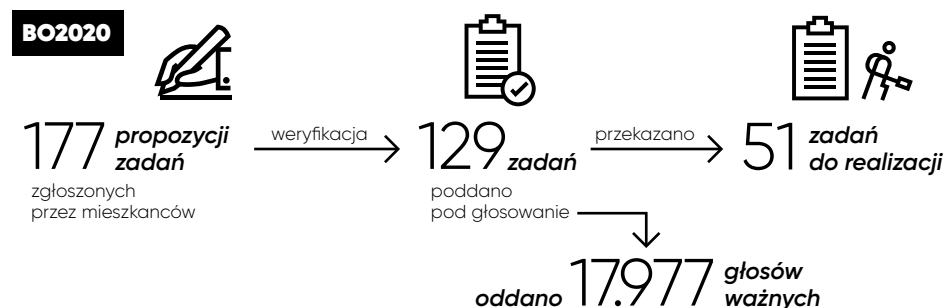 BO2020
177 propozycji
zadań
zgłoszonych
przez mieszkanców
weryfikacja
129 zadań
poddano
pod głosowanie
przekazano
51 zadań
do realizacji
oddano 17.977 głosów
ważnych